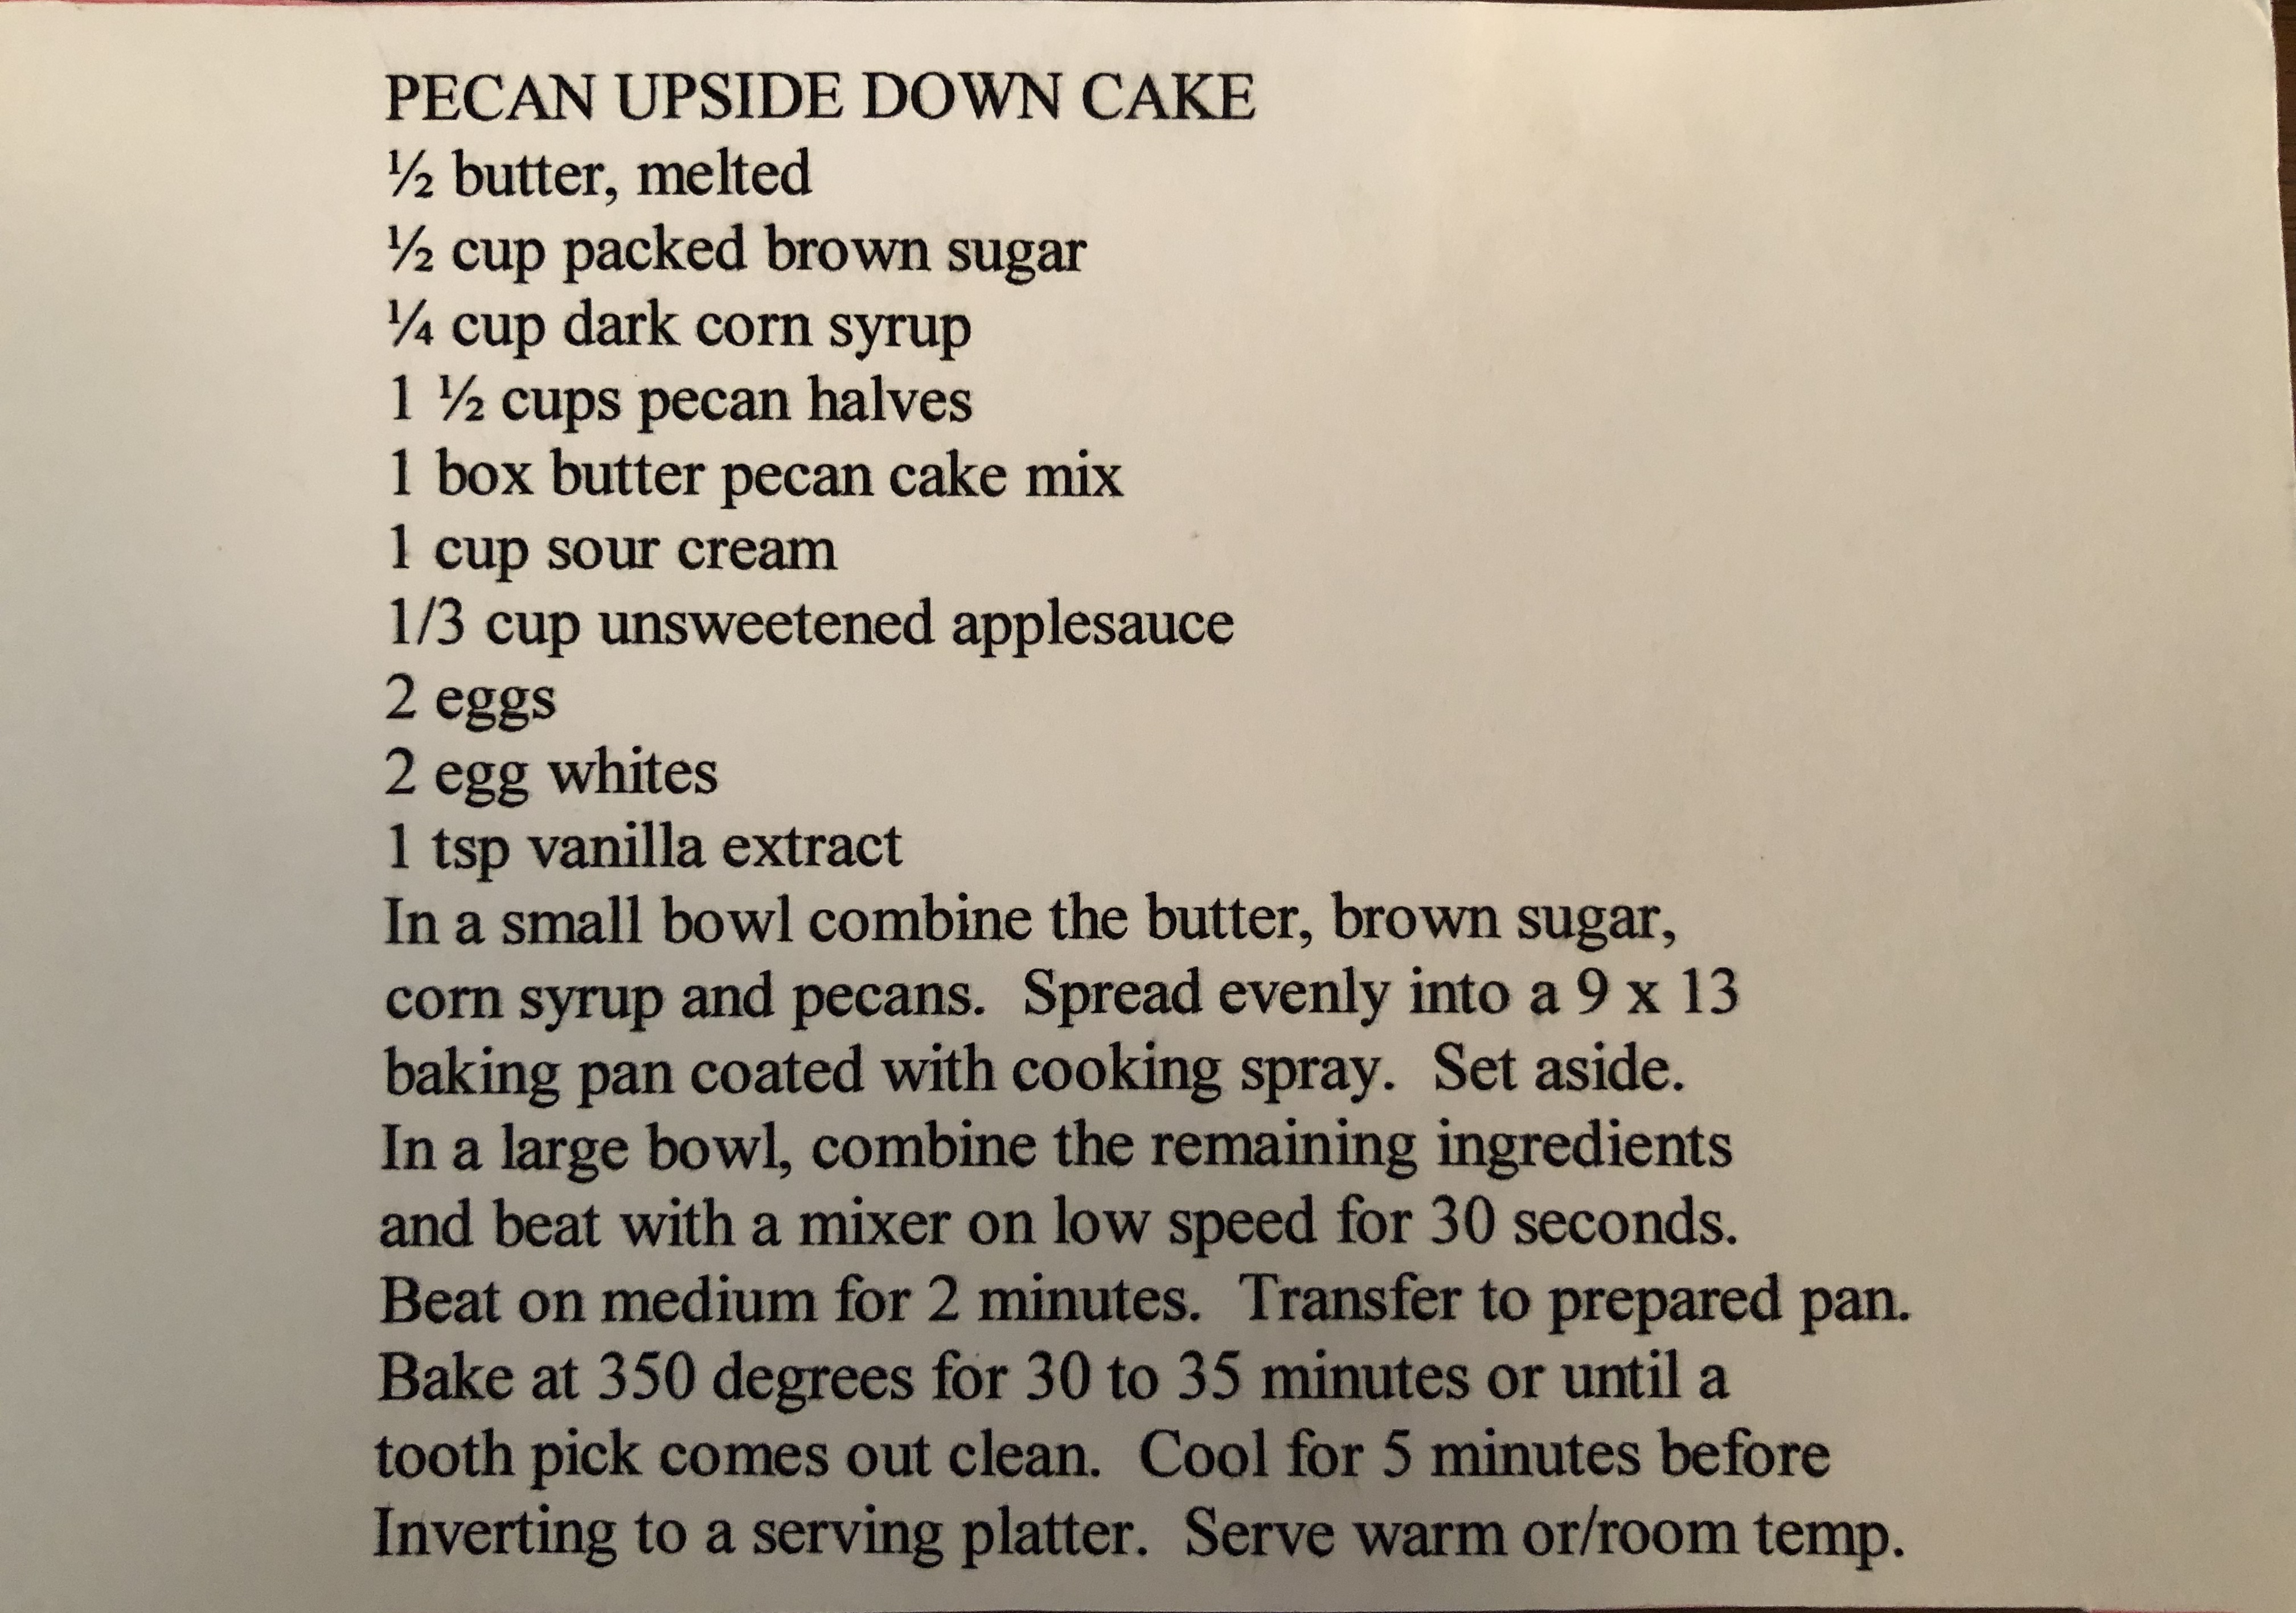 PECAN UPSIDE DOWN CAKE
½ butter, melted
½ cup packed brown sugar
¼ cup dark corn syrup
1 ½ cups pecan halves
1 box butter pecan cake mix
1 cup sour cream
1/3 cup unsweetened applesauce
2 eggs
2 egg whites
1 tsp vanilla extract
In a small bowl combine the butter, brown sugar,
corn syrup and pecans.  Spread evenly into a 9 x 13
baking pan coated with cooking spray.  Set aside.
In a large bowl, combine the remaining ingredients
and beat with a mixer on low speed for 30 seconds.
Beat on medium for 2 minutes.  Transfer to prepared pan.
Bake at 350 degrees for 30 to 35 minutes or until a
tooth pick comes out clean.  Cool for 5 minutes before
Inverting to a serving platter.  Serve warm or/room temp.